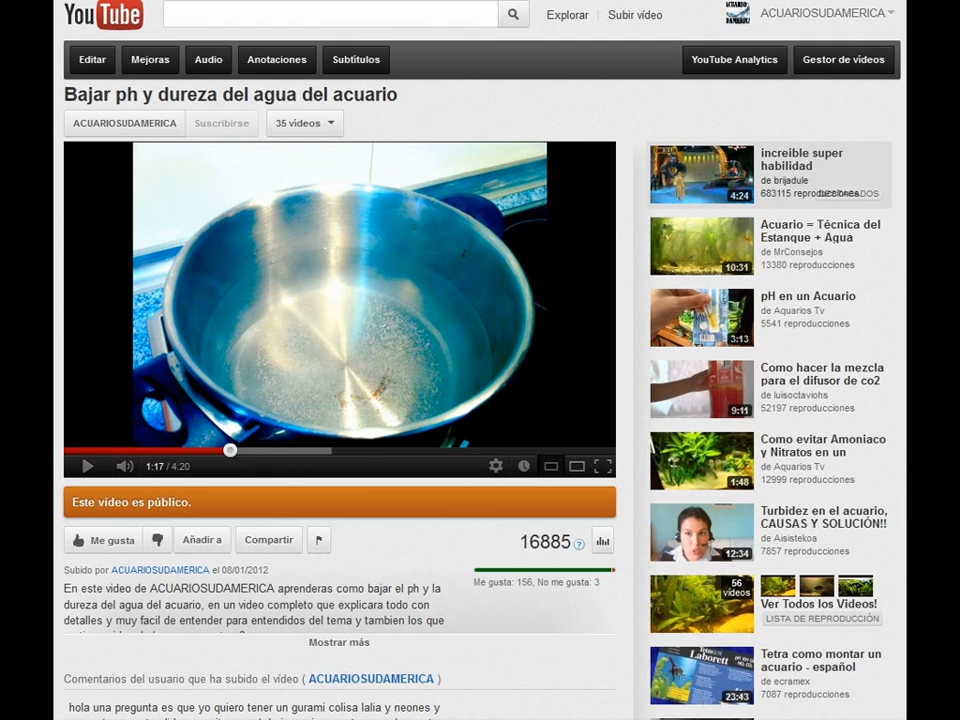 YouTube
Explorar
Subir vídeo
ACUARIOSUDAMERICA
Editar
Mejoras
Audio
Anotaciones
Subtítulos
YouTube Analytics
Gestor de vídeos
Bajar ph y dureza del agua del acuario
ACUARIOSUDAMERICA
Suscribirse
35 vídeos
1:17 / 4:20
Este vídeo es público.
Me gusta
Añadir a
Compartir
16885
Subido por ACUARIOSUDAMERICA el 08/01/2012
En este video de ACUARIOSUDAMERICA aprenderas como bajar el ph y la
dureza del agua del acuario, en un video completo que explicara todo con
detalles y muy facil de entender para entendidos del tema y tambien los que
Me gusta: 156, No me gusta: 3
Mostrar más
Comentarios del usuario que ha subido el vídeo ( ACUARIOSUDAMERICA )
hola una pregunta es que yo quiero tener un gurami colisa lalia y neones y
4:24
increible super
habilidad
de brijadule
683115 reproducciones
10:31
Acuario = Técnica del
Estanque + Agua
de MrConsejos
13380 reproducciones
3:13
pH en un Acuario
de Aquarios Tv
5541 reproducciones
9:11
Como hacer la mezcla
para el difusor de co2
de luisoctaviohs
52197 reproducciones
1:48
Como evitar Amoniaco
y Nitratos en un
de Aquarios Tv
12999 reproducciones
12:34
Turbidez en el acuario,
CAUSAS Y SOLUCIÓN!!
de Aisistekoa
7857 reproducciones
56
vídeos
Ver Todos los Videos!
LISTA DE REPRODUCCIÓN
Laborett
23:43
Tetra como montar un
acuario - español
de ecramex
7087 reproducciones